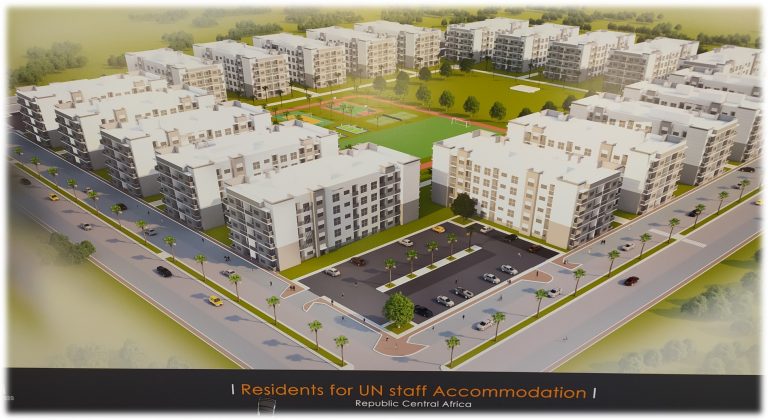 | Residents for UN staff Accommodation |
Republic Central Africa